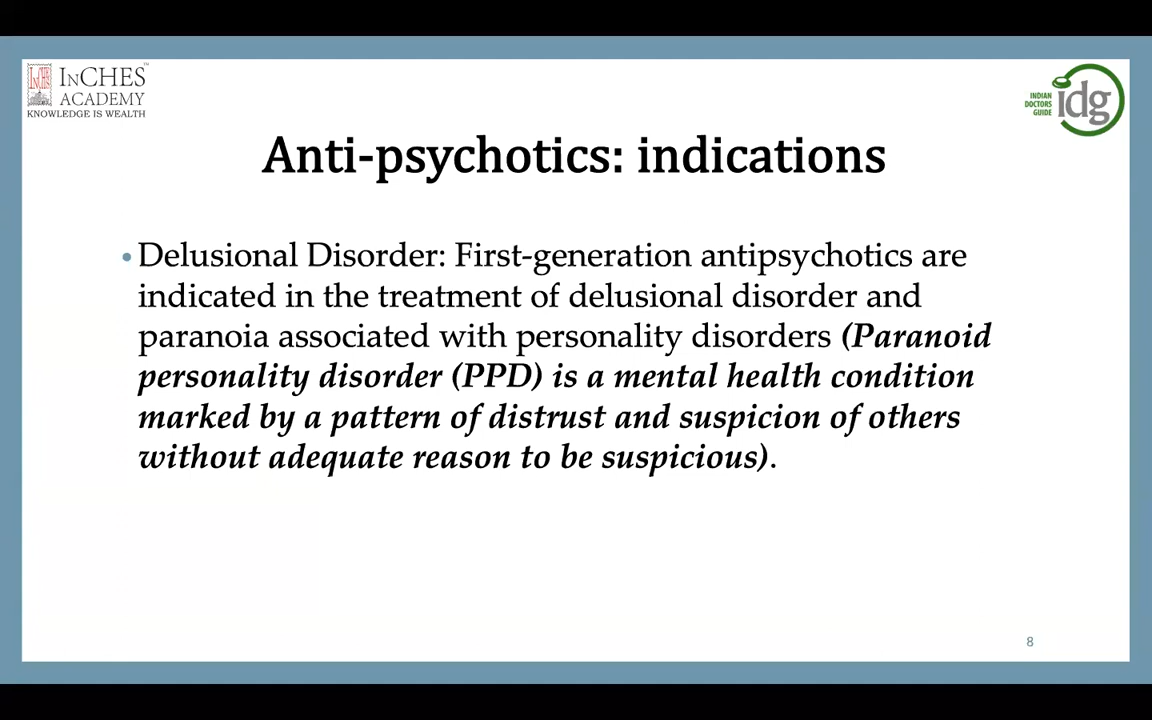 INCHES
ACADEMY
KNOWLEDGE IS WEALTH
INDIAN
DOCTORS
GUIDE
idg
Anti-psychotics: indications
• Delusional Disorder: First-generation antipsychotics are
indicated in the treatment of delusional disorder and
paranoia associated with personality disorders (Paranoid
personality disorder (PPD) is a mental health condition
marked by a pattern of distrust and suspicion of others
without adequate reason to be suspicious).
8